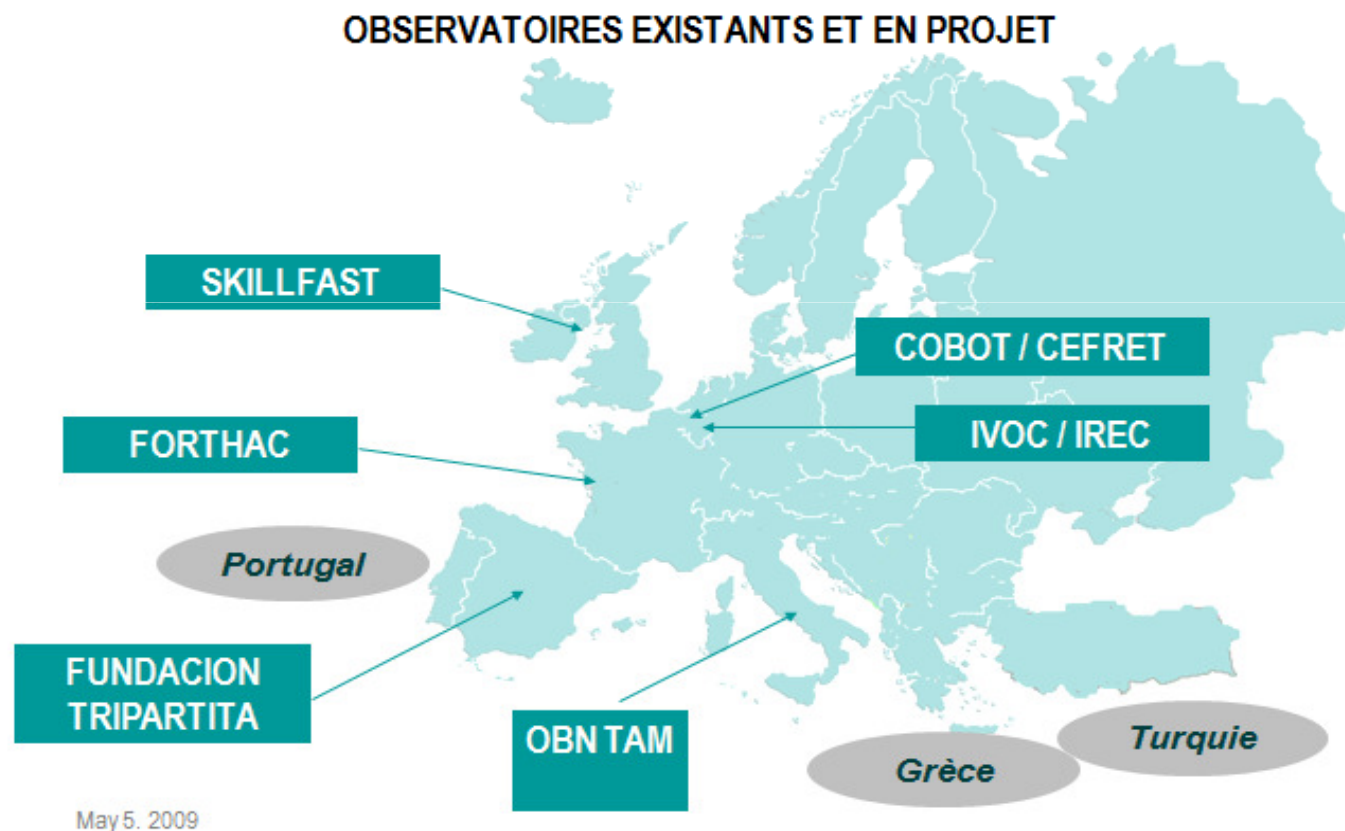 OBSERVATOIRES EXISTANTS ET EN PROJET
SKILLFAST
COBOT / CEFRET
FORTHAC
IVOC / IREC
Portugal
FUNDACION
TRIPARTITA
OBN TAM
Turquie
Grèce
May 5. 2009